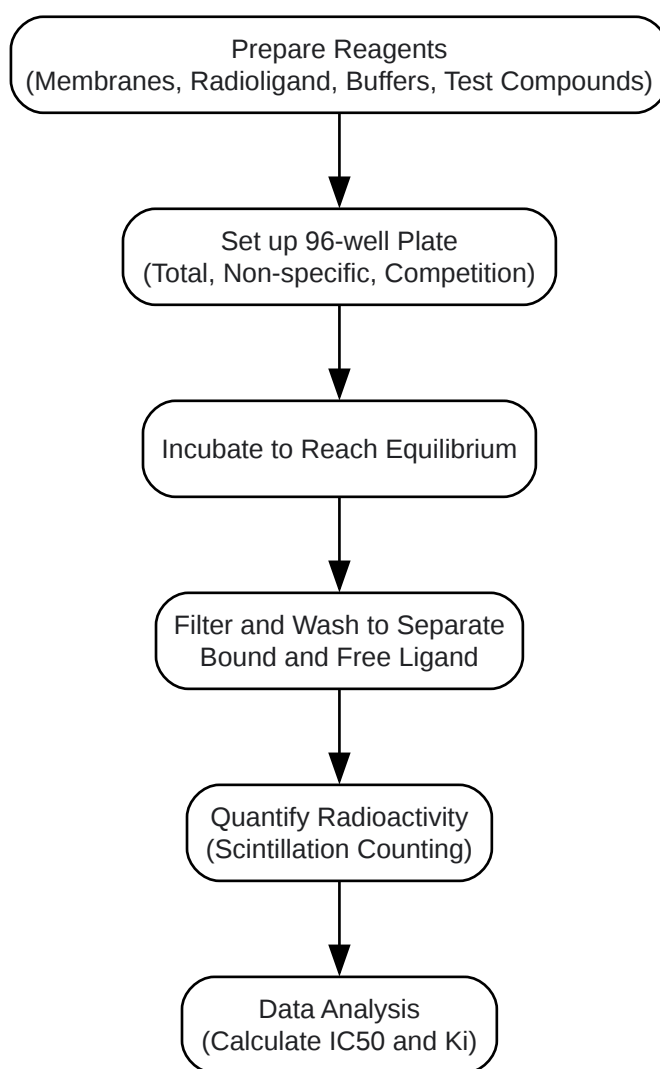 Prepare Reagents
(Membranes, Radioligand, Buffers, Test Compounds)
Set up 96-well Plate
(Total, Non-specific, Competition)
Incubate to Reach Equilibrium
Filter and Wash to Separate
Bound and Free Ligand
Quantify Radioactivity
(Scintillation Counting)
Data Analysis
(Calculate IC50 and Ki)